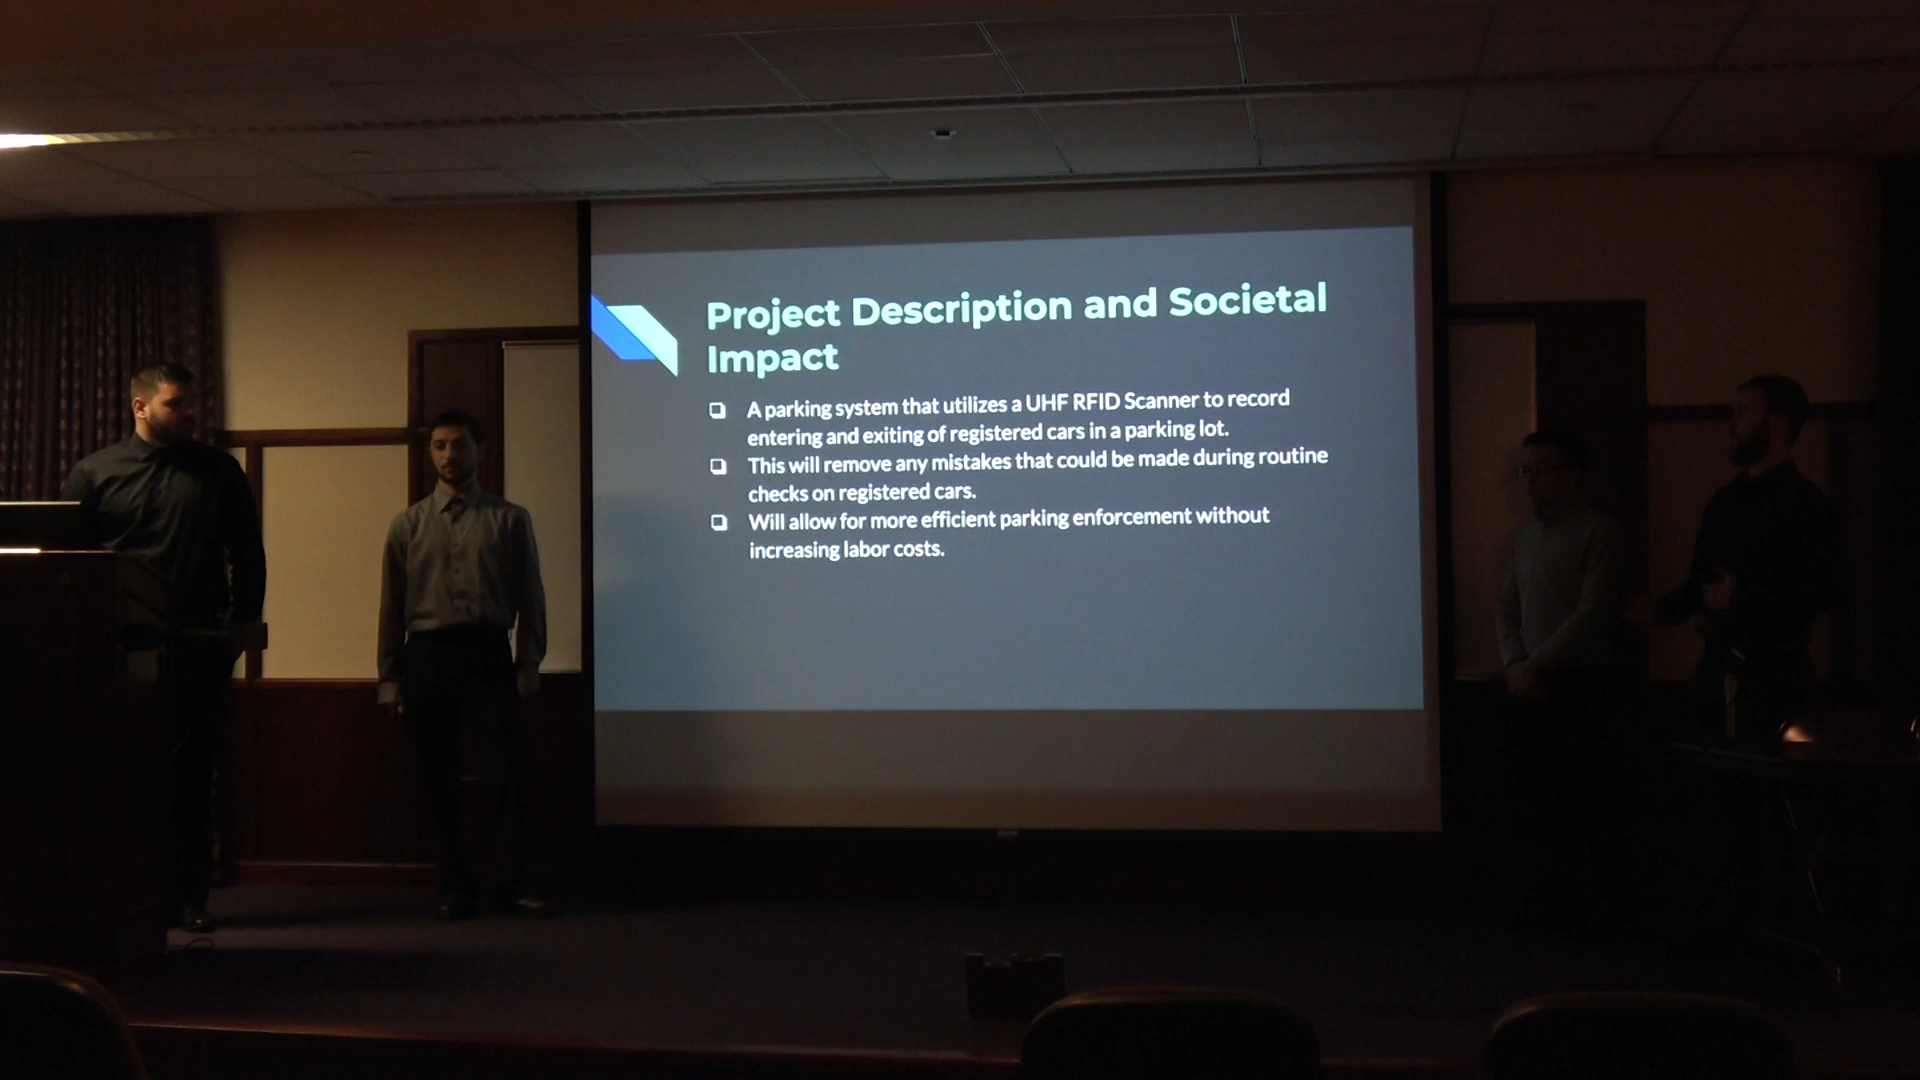 Project Description and Societal
Impact
❏ A parking system that utilizes a UHF RFID Scanner to record
entering and exiting of registered cars in a parking lot.
❏ This will remove any mistakes that could be made during routine
checks on registered cars.
❏ Will allow for more efficient parking enforcement without
increasing labor costs.